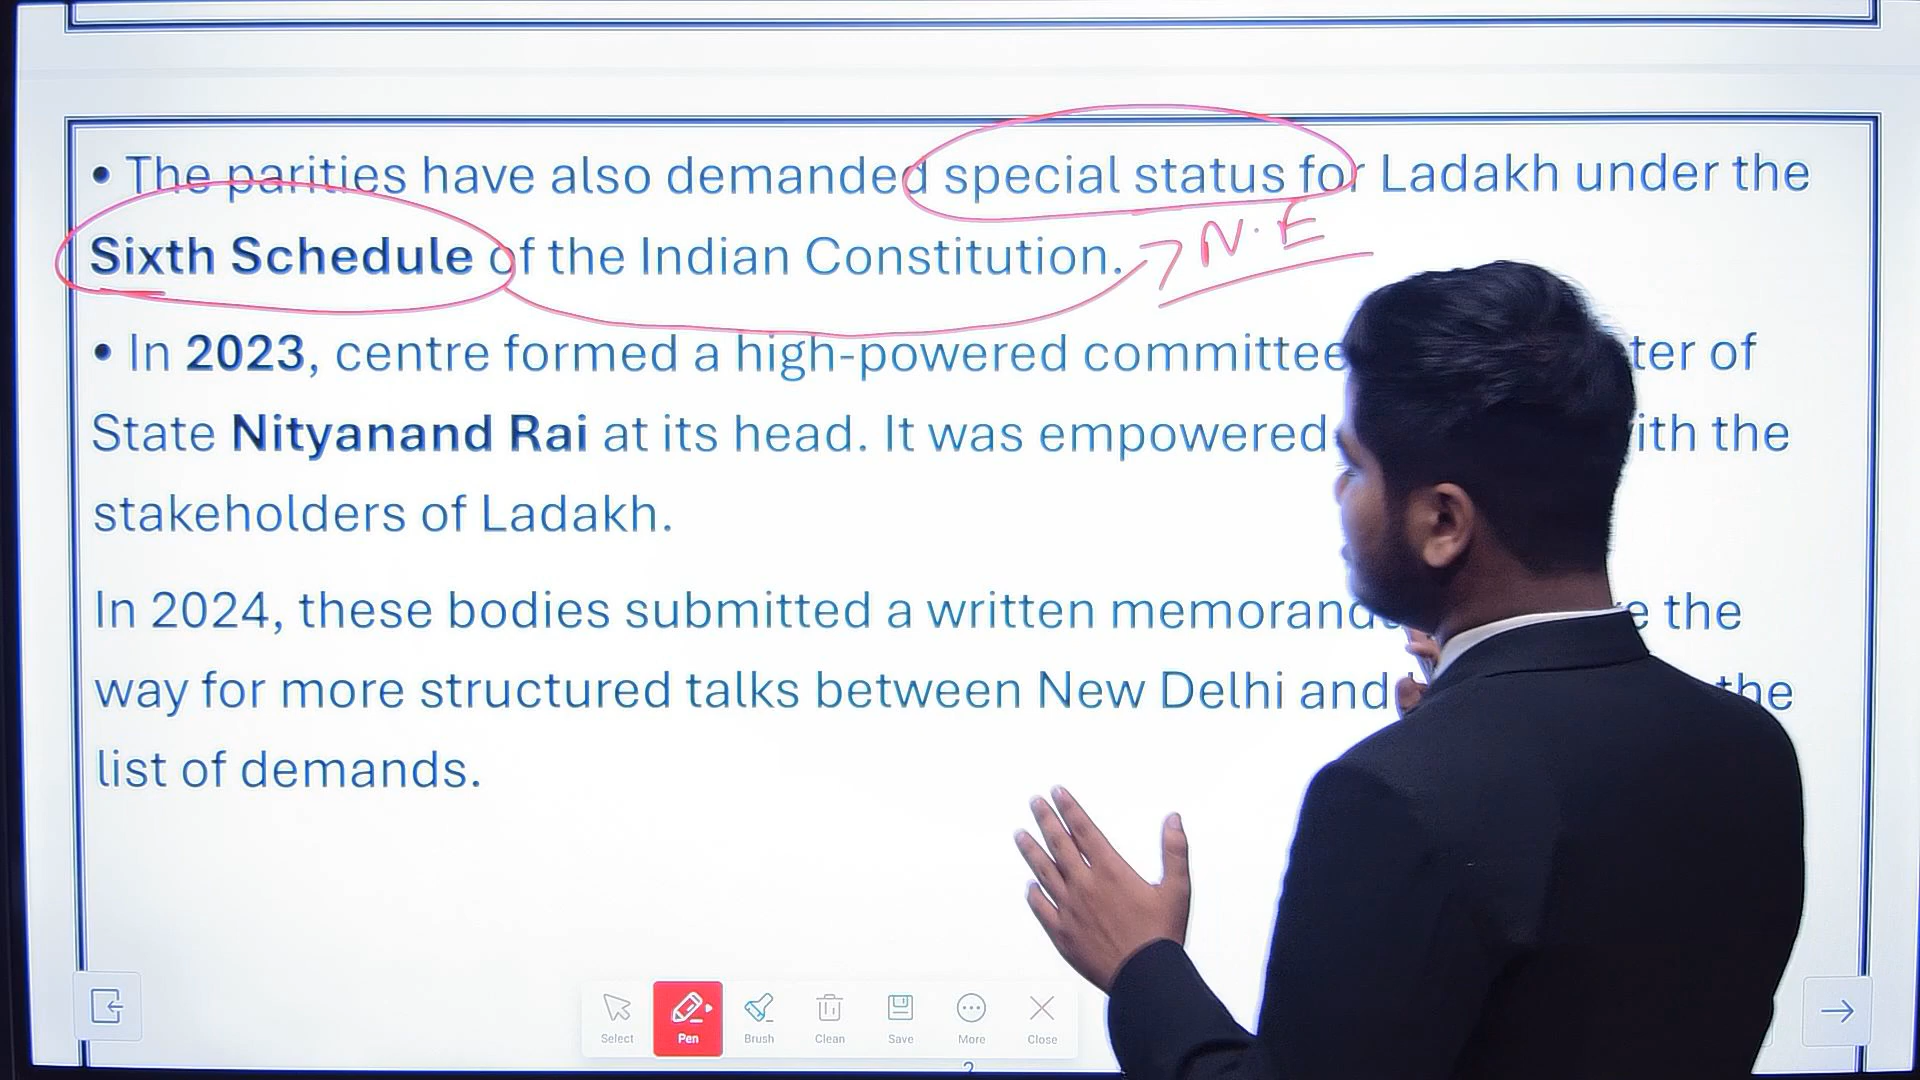 • The parities have also demanded special status for Ladakh under the
Sixth Schedule of the Indian Constitution. N.E
• In 2023, centre formed a high-powered committee of
State Nityanand Rai at its head. It was empowered the
stakeholders of Ladakh.
In 2024, these bodies submitted a written the
way for more structured talks between New Delhi and the
list of demands.
Select Pen Brush Clean Save More Close